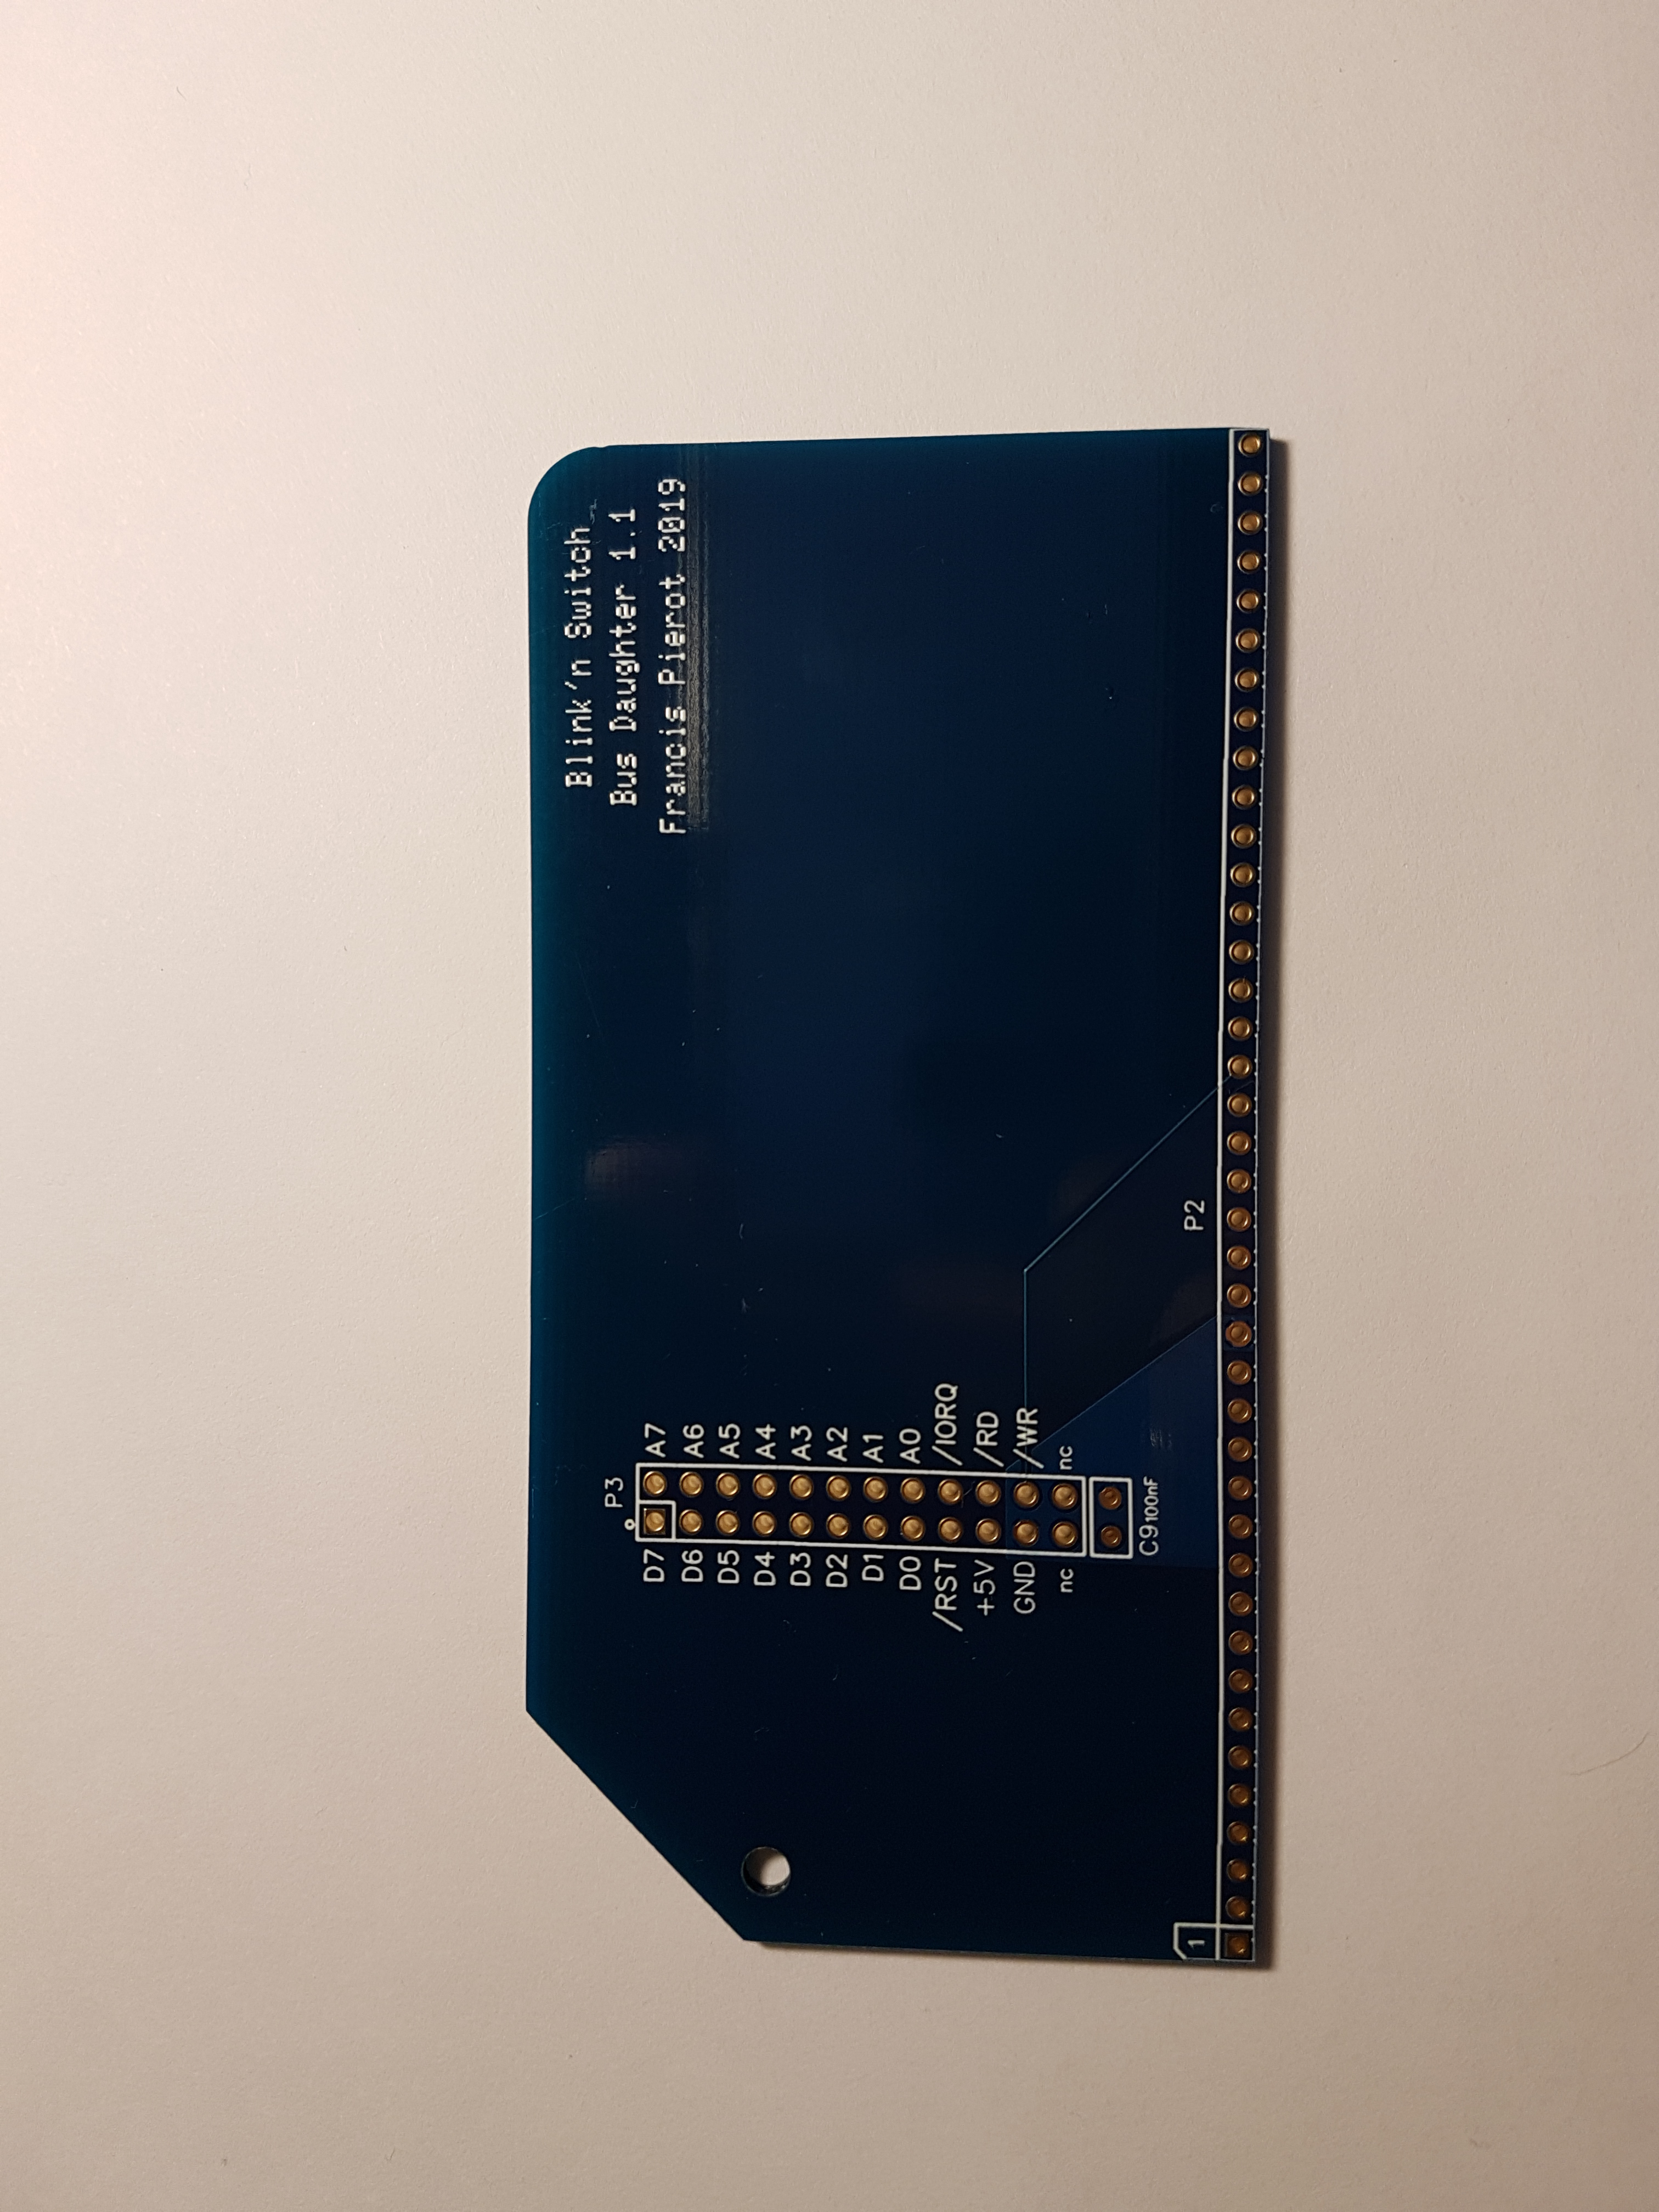 Blink'n Switch
Bus Daughter 1.1
Francis Pierot 2019
P3
D7 A7
D6 A6
D5 A5
D4 A4
D3 A3
D2 A2
D1 A1
D0 A0
/RST /IORQ
+5V /RD
GND /WR
nc nc
C9 100nF
P2
1